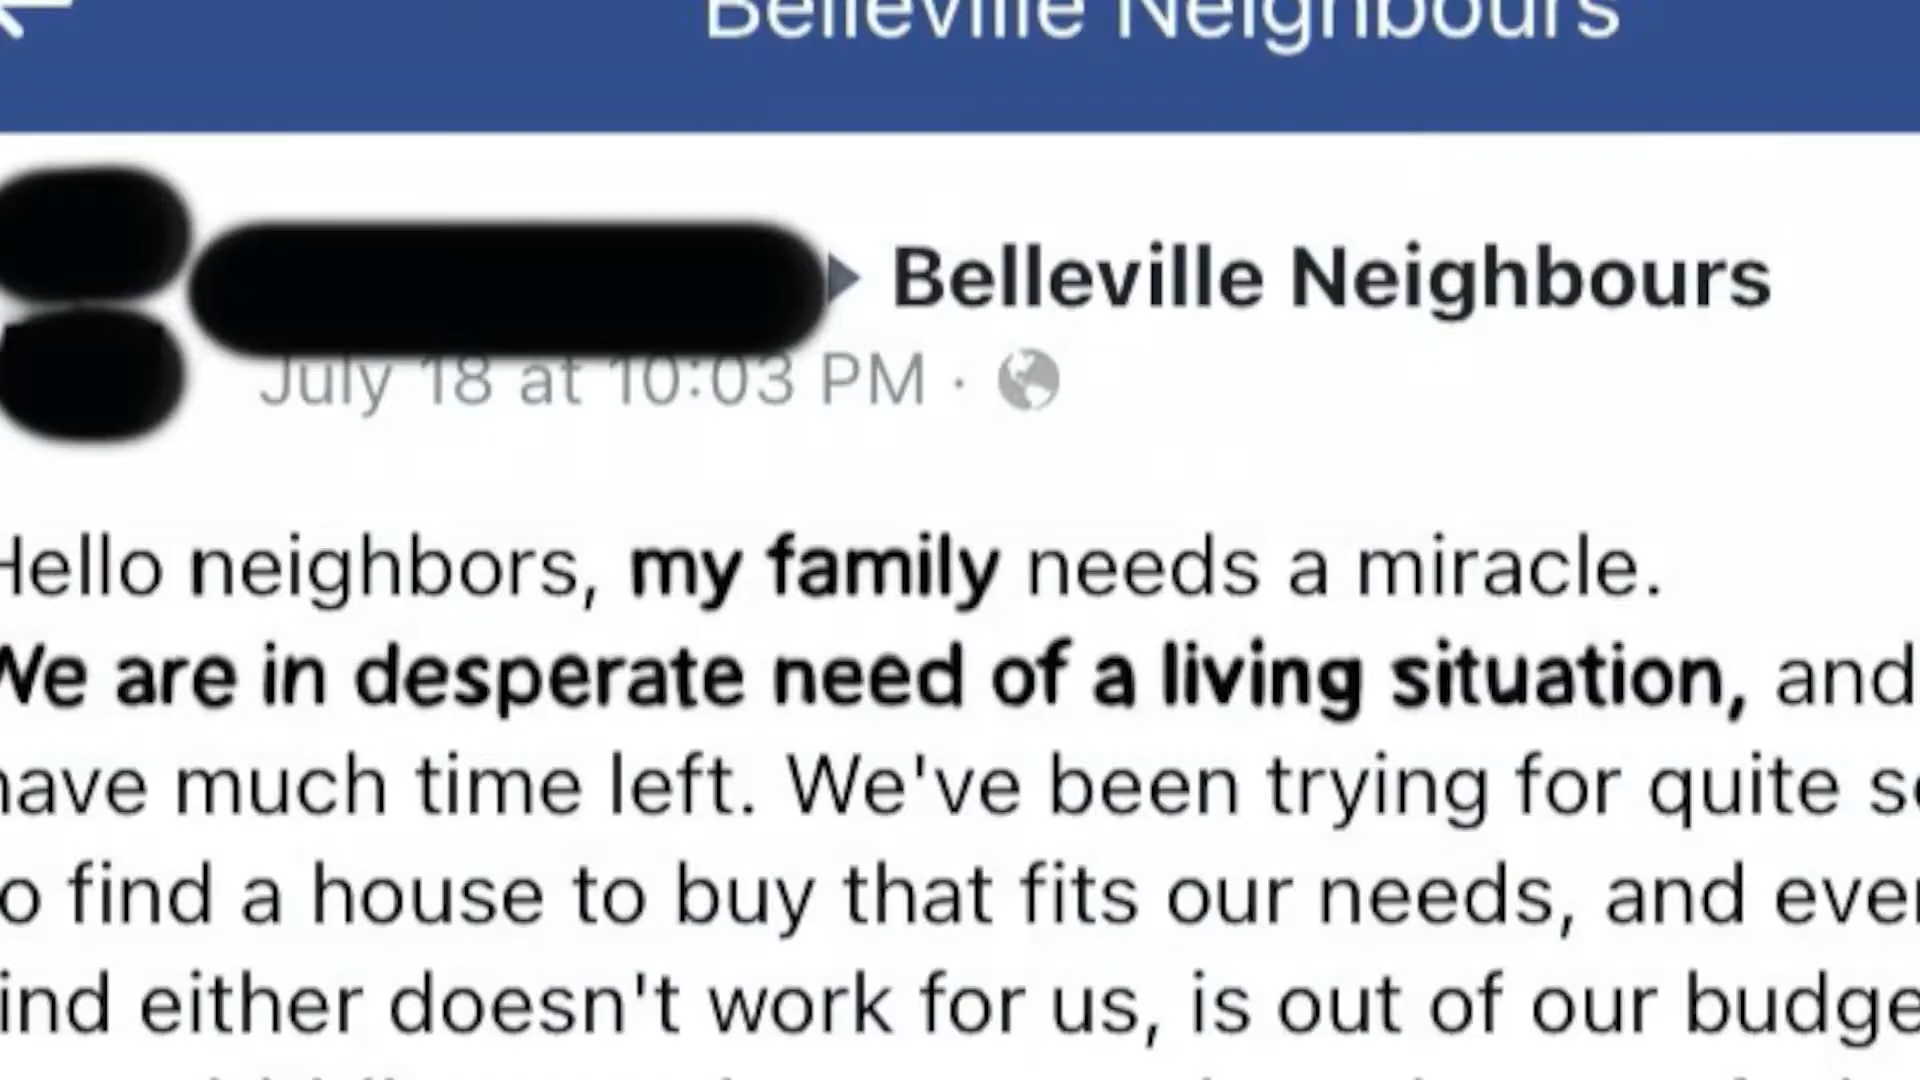 Belleville Neighbours
Belleville Neighbours
July 18 at 10:03 PM ·
Hello neighbors, my family needs a miracle.
We are in desperate need of a living situation, and
have much time left. We've been trying for quite
to find a house to buy that fits our needs, and
find either doesn't work for us, is out of our